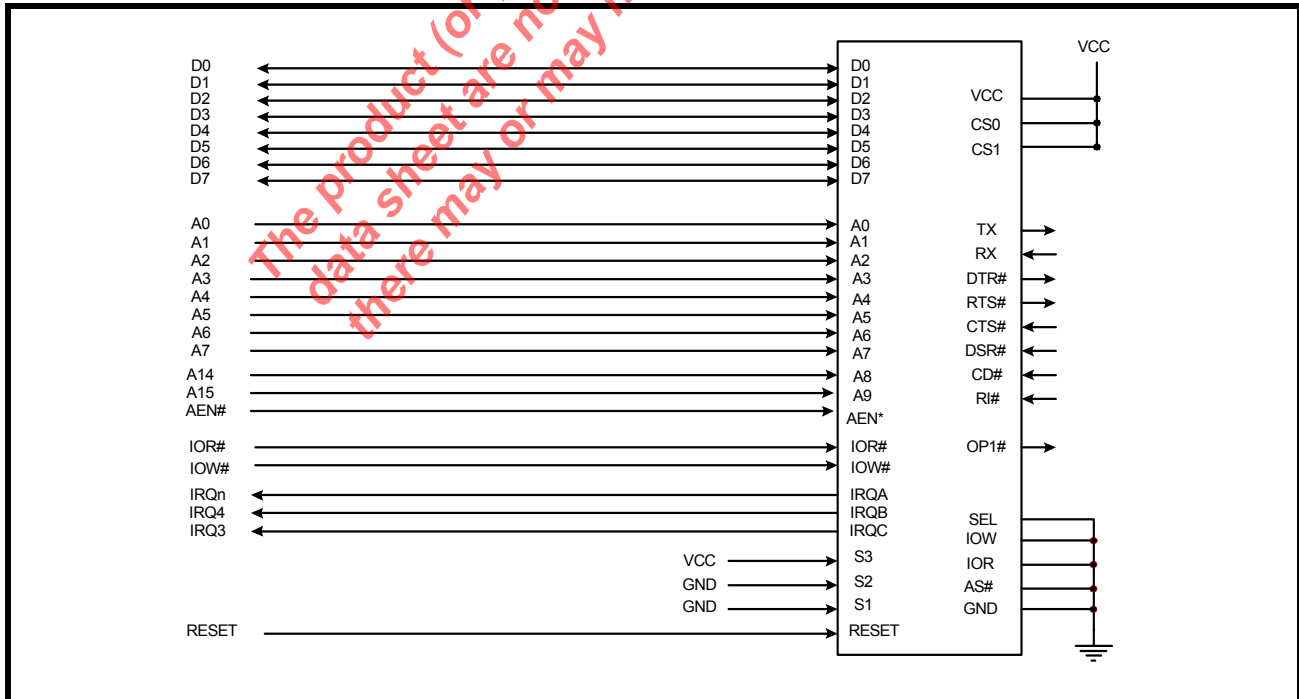 The product (or
data sheet are no
there may or may
VCC
D0 D0
D1 D1
D2 D2 VCC
D3 D3
D4 D4 CS0
D5 D5 CS1
D6 D6
D7 D7
A0 A0 TX
A1 A1
A2 A2 RX
A3 A3 DTR#
A4 A4 RTS#
A5 A5
A6 A6 CTS#
A7 A7 DSR#
A14 A8 CD#
A15 A9 RI#
AEN# AEN*
IOR# IOR# OP1#
IOW# IOW#
IRQn IRQA
IRQ4 IRQB SEL
IRQ3 IRQC IOW
VCC S3 IOR
GND S2 AS#
GND S1 GND
RESET RESET